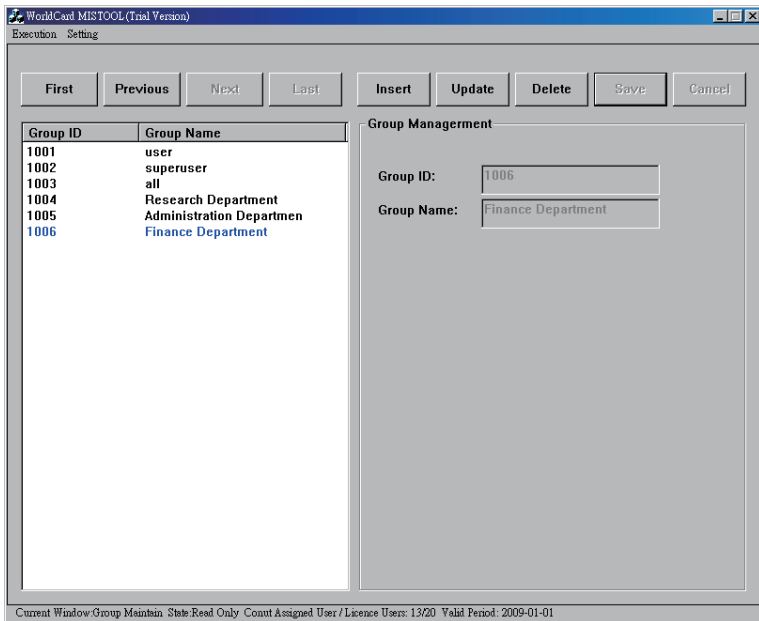 WorldCard MISTOOL(Trial Version)
Execution Setting
First Previous Next Last Insert Update Delete Save Cancel
Group ID Group Name
1001 user
1002 superuser
1003 all
1004 Research Department
1005 Administration Departmen
1006 Finance Department
Group Managerment
Group ID: 1006
Group Name: Finance Department
Current Window:Group Maintain State:Read Only Conut Assigned User / Licence Users: 13/20 Valid Period: 2009-01-01